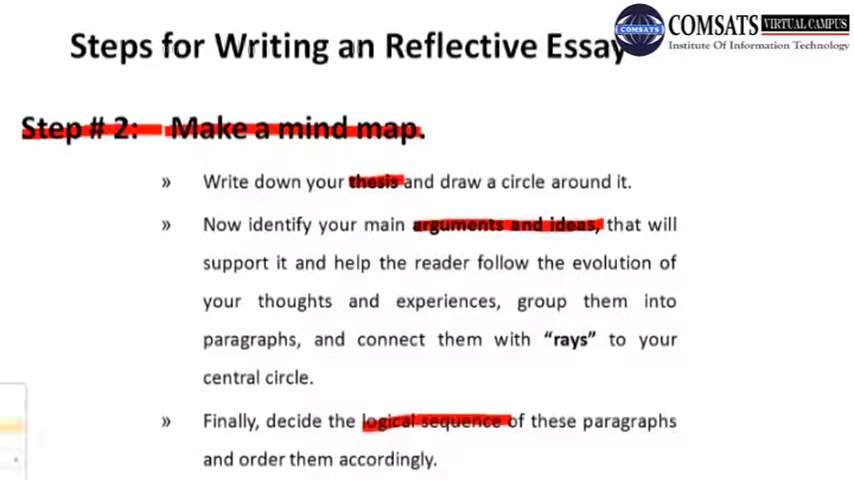 COMSATS VIRTUAL CAMPUS
COMSATS
Institute Of Information Technology
Steps for Writing an Reflective Essay
Step # 2: Make a mind map.
» Write down your thesis and draw a circle around it.
» Now identify your main arguments and ideas, that will
support it and help the reader follow the evolution of
your thoughts and experiences, group them into
paragraphs, and connect them with “rays” to your
central circle.
» Finally, decide the logical sequence of these paragraphs
and order them accordingly.